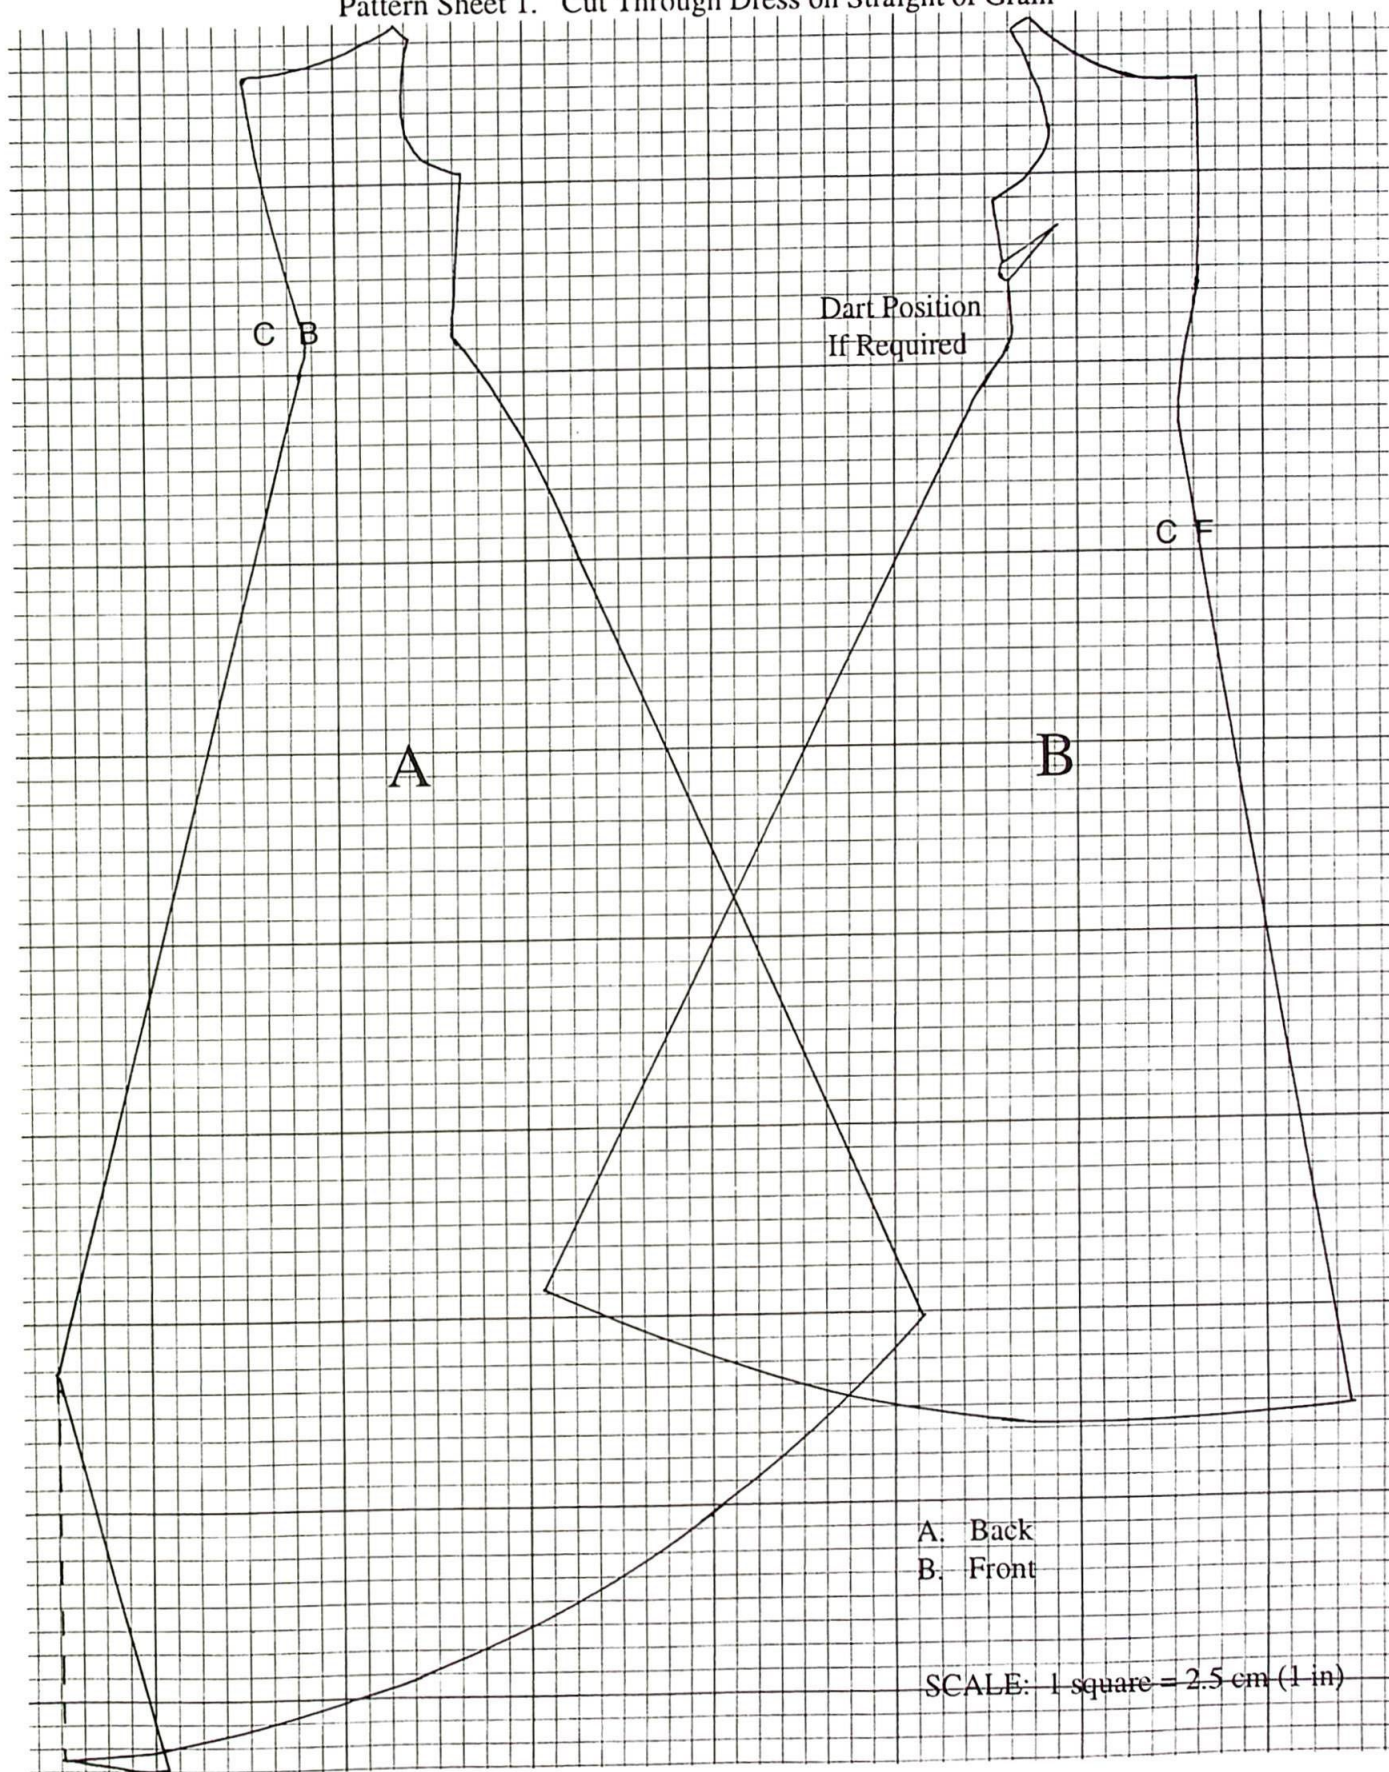 Pattern Sheet 1. Cut Through Dress on Straight of Grain
Dart Position
If Required
C B
C F
A
B
A. Back
B. Front
SCALE: 1 square = 2.5 cm (1 in)